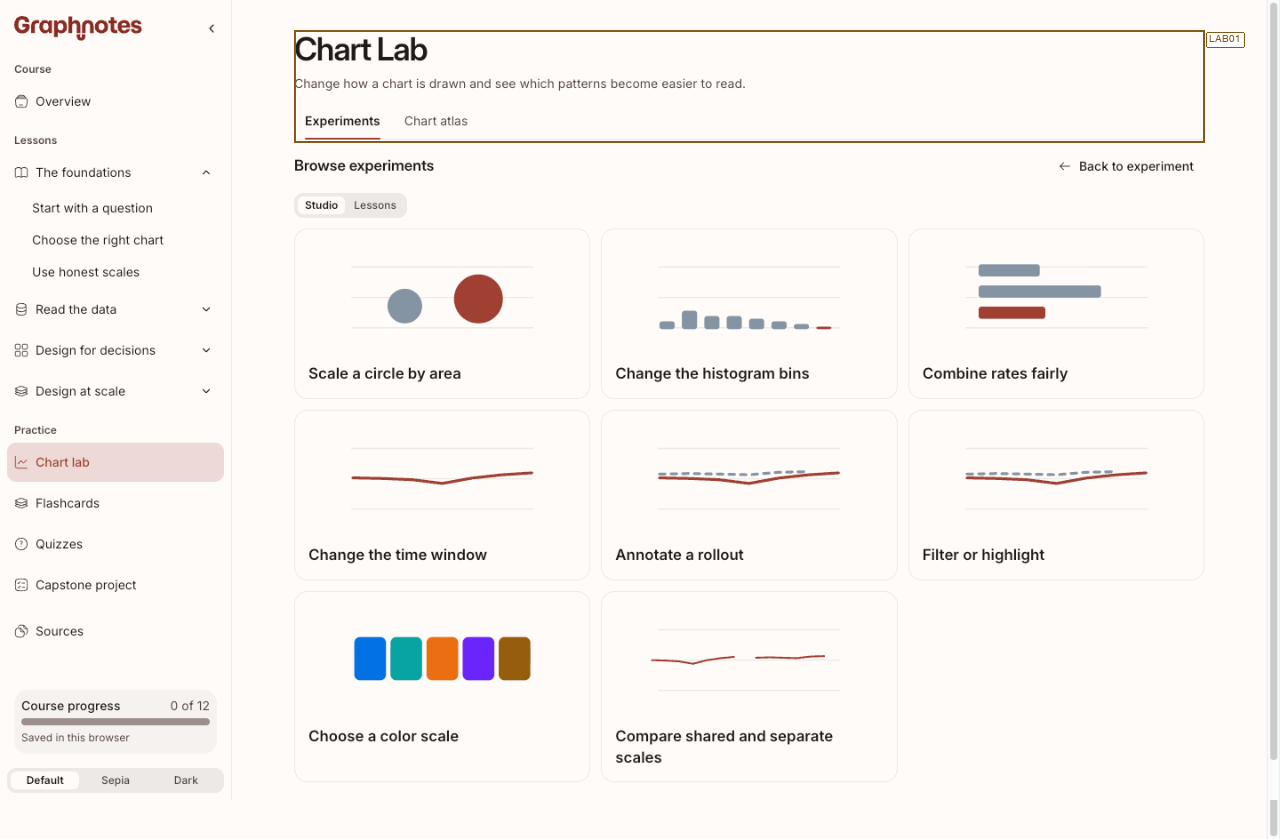 Graphnotes
Course
Overview
Lessons
The foundations
Start with a question
Choose the right chart
Use honest scales
Read the data
Design for decisions
Design at scale
Practice
Chart lab
Flashcards
Quizzes
Capstone project
Sources
Course progress 0 of 12
Saved in this browser
Default Sepia Dark
LAB01
Chart Lab
Change how a chart is drawn and see which patterns become easier to read.
Experiments Chart atlas
Browse experiments
Back to experiment
Studio Lessons
Scale a circle by area
Change the histogram bins
Combine rates fairly
Change the time window
Annotate a rollout
Filter or highlight
Choose a color scale
Compare shared and separate
scales